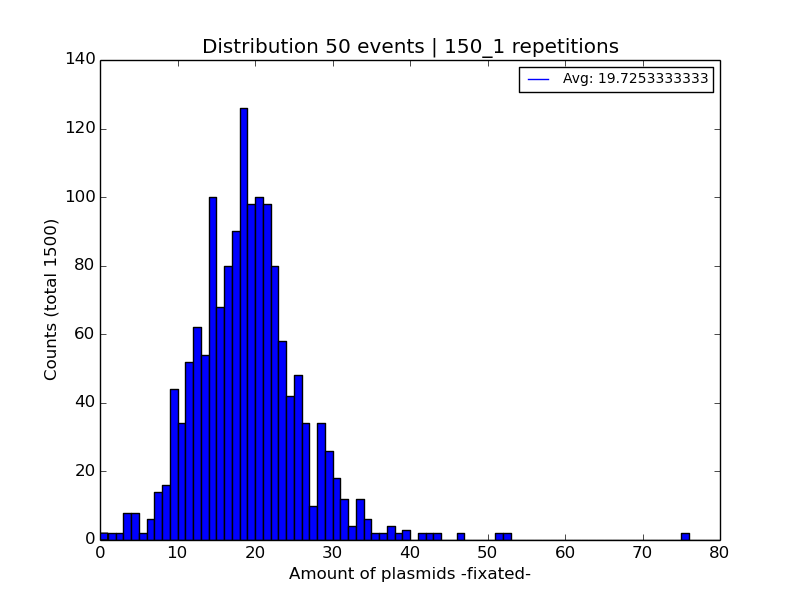 Distribution 50 events | 150_1 repetitions
Avg: 19.7253333333
140
120
100
80
60
40
20
0
Counts (total 1500)
0 10 20 30 40 50 60 70 80
Amount of plasmids -fixated-